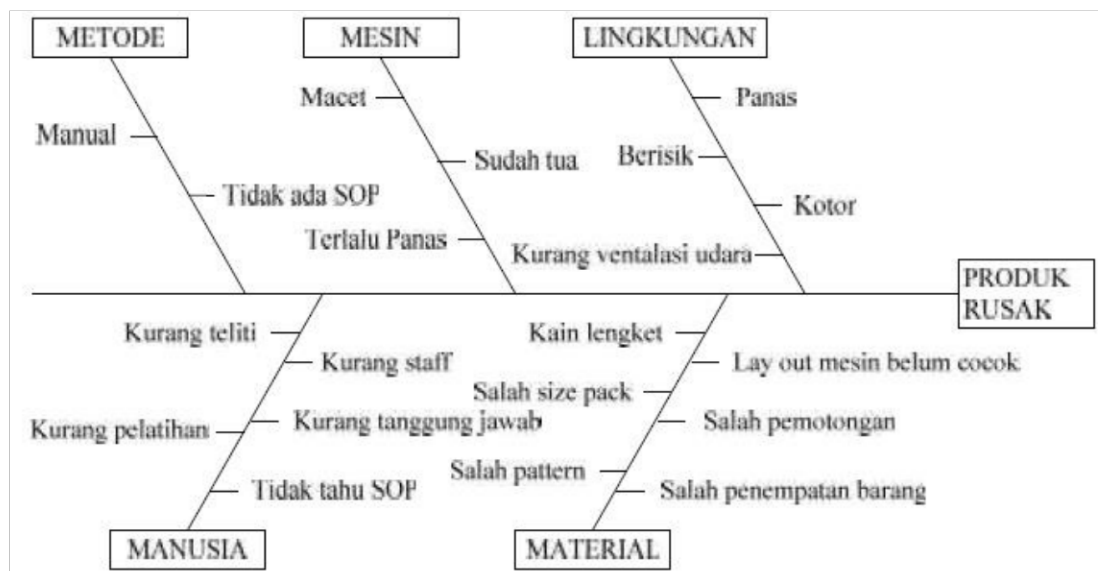 METODE
MESIN
LINGKUNGAN
Macet
Panas
Manual
Berisik
Sudah tua
Tidak ada SOP
Kotor
Terlalu Panas
Kurang ventalasi udara
PRODUK
RUSAK
Kurang teliti
Kain lengket
Kurang staff
Lay out mesin belum cocok
Salah size pack
Kurang pelatihan
Kurang tanggung jawab
Salah pemotongan
Salah pattern
Tidak tahu SOP
Salah penempatan barang
MANUSIA
MATERIAL